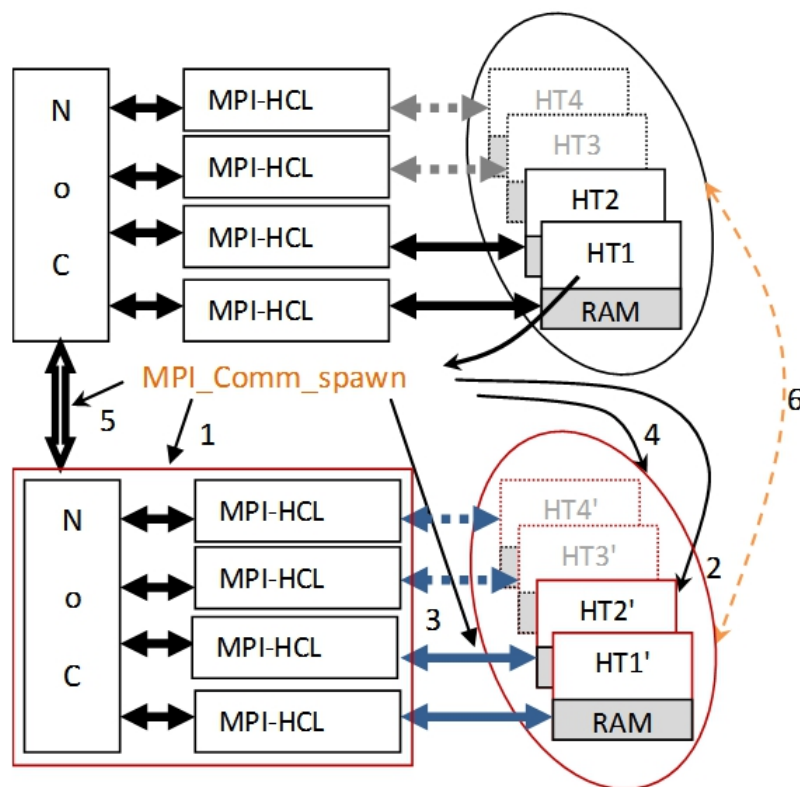 N
o
C
MPI-HCL
MPI-HCL
MPI-HCL
MPI-HCL
HT4
HT3
HT2
HT1
RAM
MPI_Comm_spawn
5
1
4
6
2
3
N
o
C
MPI-HCL
MPI-HCL
MPI-HCL
MPI-HCL
HT4'
HT3'
HT2'
HT1'
RAM